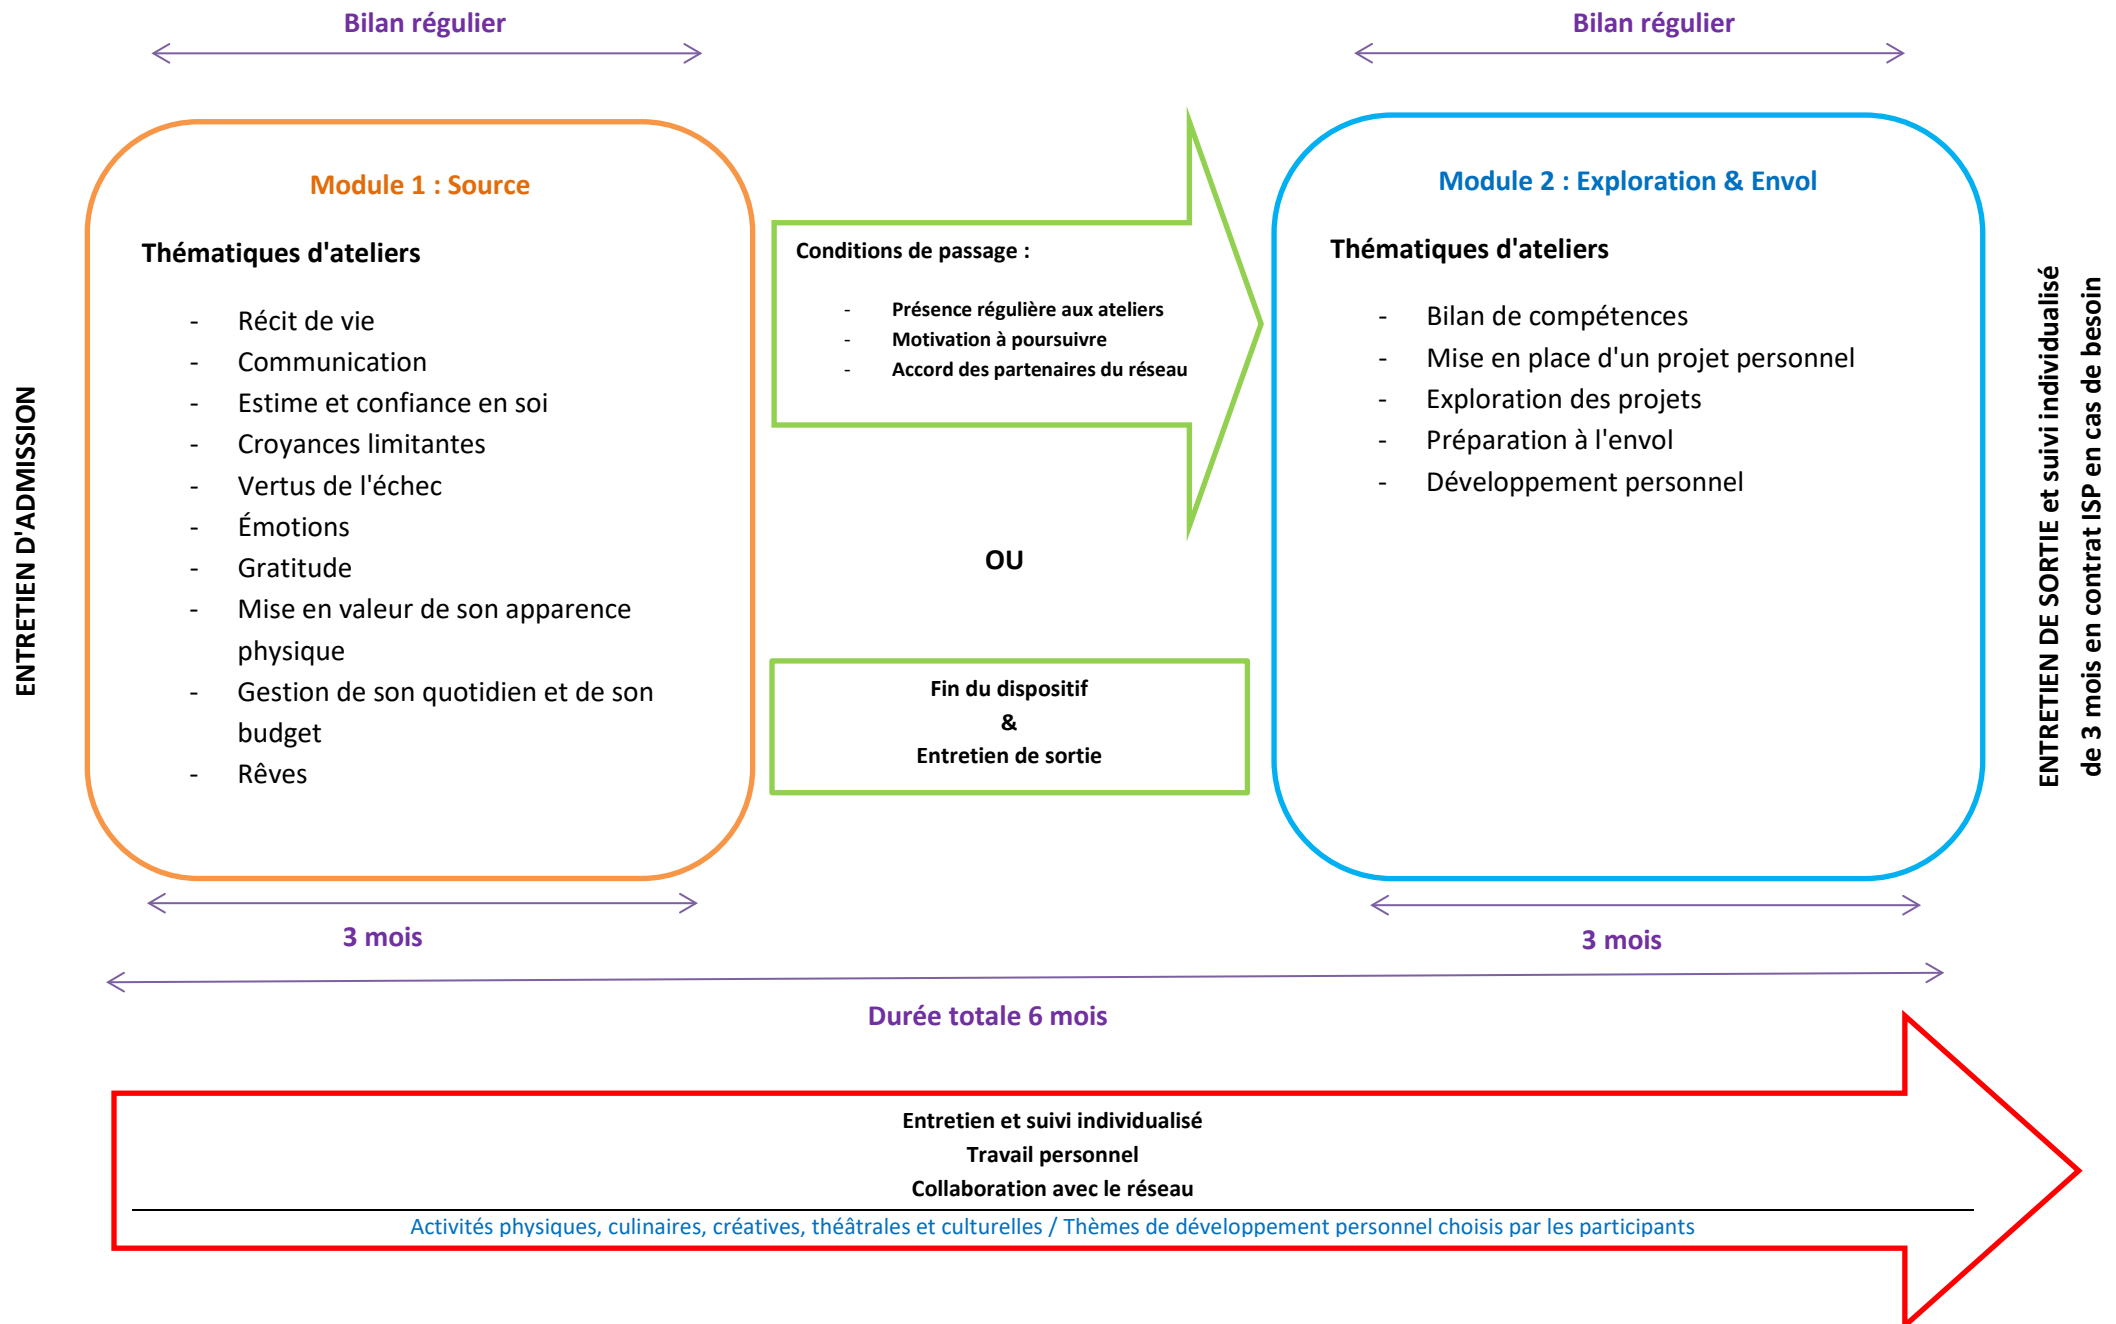 Bilan régulier
Bilan régulier
ENTRETIEN D'ADMISSION
Module 1 : Source
Thématiques d'ateliers
- Récit de vie
- Communication
- Estime et confiance en soi
- Croyances limitantes
- Vertus de l'échec
- Émotions
- Gratitude
- Mise en valeur de son apparence
physique
- Gestion de son quotidien et de son
budget
- Rêves
3 mois
Conditions de passage :
- Présence régulière aux ateliers
- Motivation à poursuivre
- Accord des partenaires du réseau
OU
Fin du dispositif
&
Entretien de sortie
Module 2 : Exploration & Envol
Thématiques d'ateliers
- Bilan de compétences
- Mise en place d'un projet personnel
- Exploration des projets
- Préparation à l'envol
- Développement personnel
3 mois
ENTRETIEN DE SORTIE et suivi individualisé
de 3 mois en contrat ISP en cas de besoin
Durée totale 6 mois
Entretien et suivi individualisé
Travail personnel
Collaboration avec le réseau
Activités physiques, culinaires, créatives, théâtrales et culturelles / Thèmes de développement personnel choisis par les participants